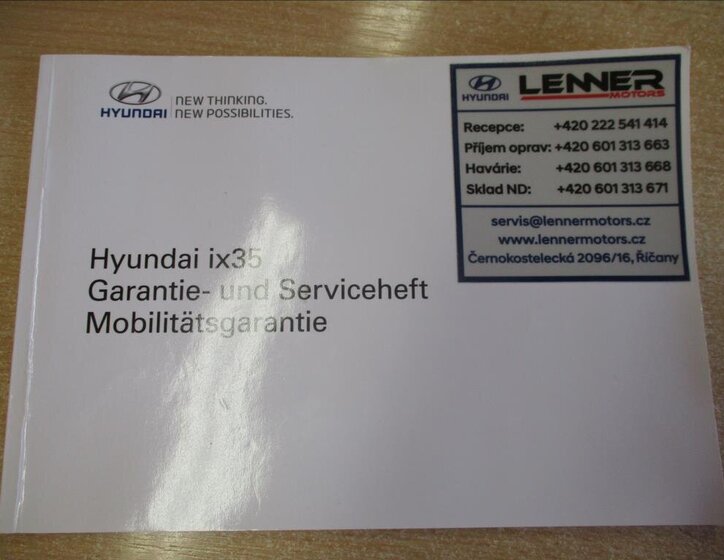 HYUNDAI
NEW THINKING.
NEW POSSIBILITIES.
HYUNDAI
LENNER
MOTORS
Recepce: +420 222 541 414
Příjem oprav: +420 601 313 663
Havárie: +420 601 313 668
Sklad ND: +420 601 313 671
servis@lennermotors.cz
www.lennermotors.cz
Černokostelecká 2096/16, Říčany
Hyundai ix35
Garantie- und Serviceheft
Mobilitätsgarantie